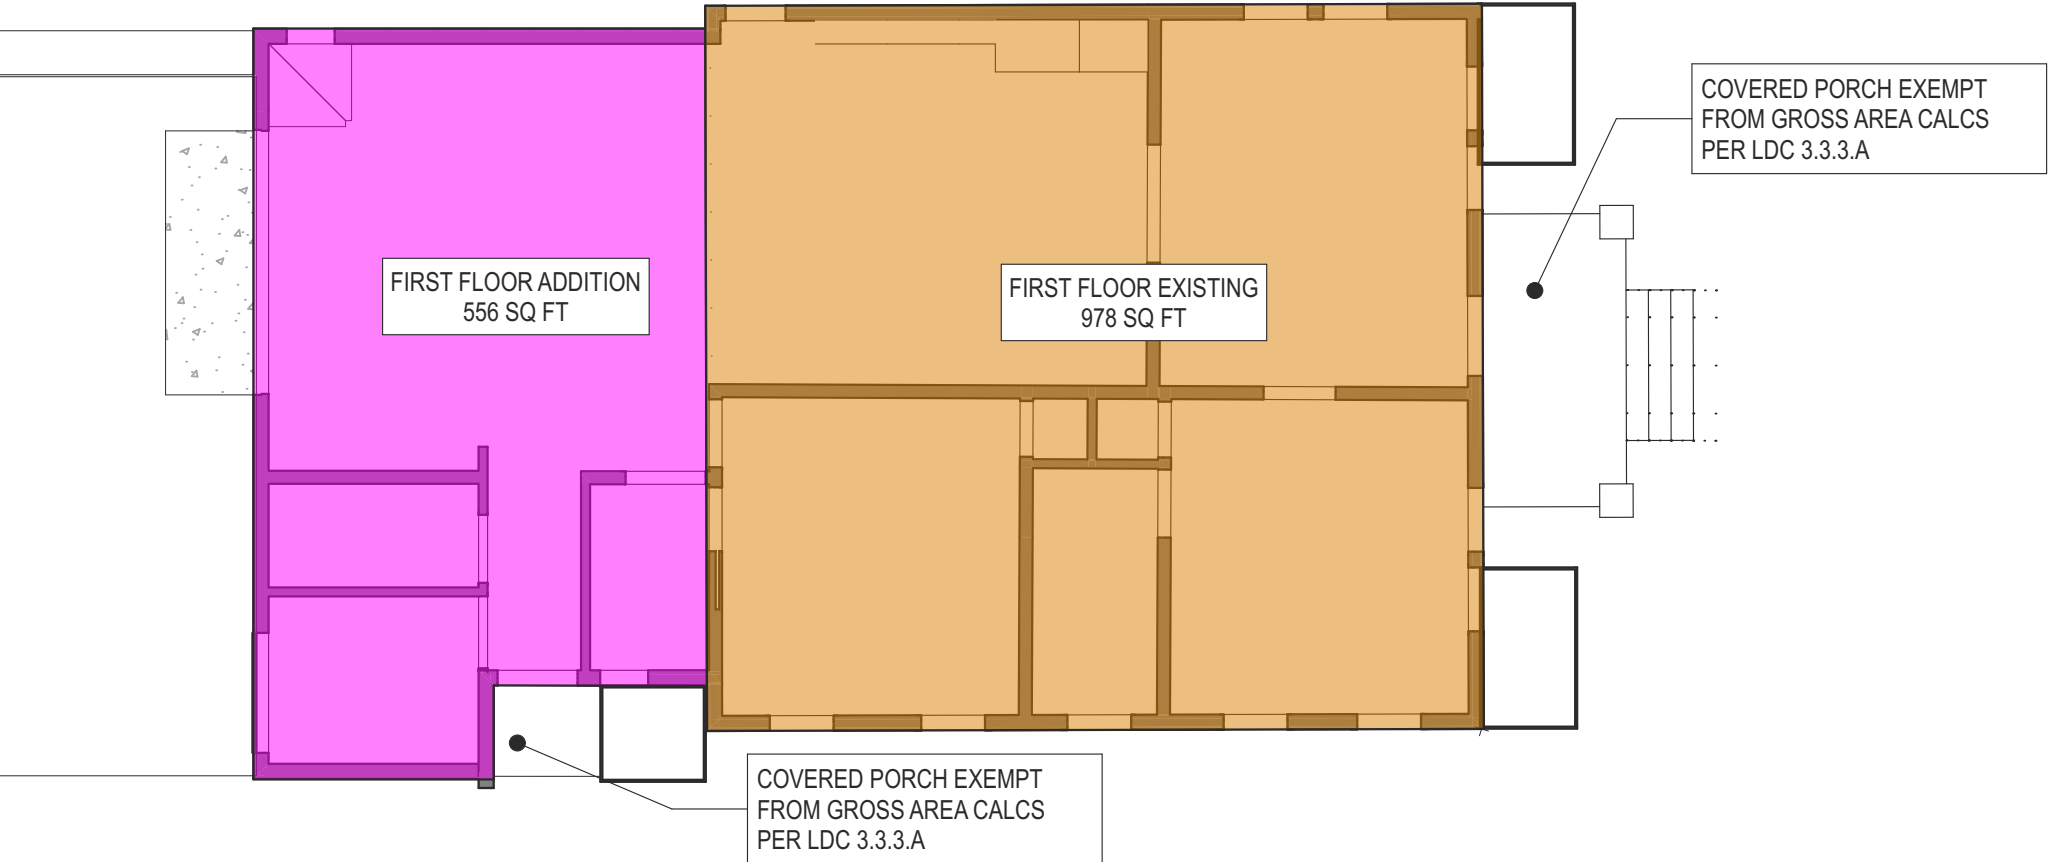 COVERED PORCH EXEMPT
FROM GROSS AREA CALCS
PER LDC 3.3.3.A
FIRST FLOOR ADDITION
556 SQ FT
FIRST FLOOR EXISTING
978 SQ FT
COVERED PORCH EXEMPT
FROM GROSS AREA CALCS
PER LDC 3.3.3.A